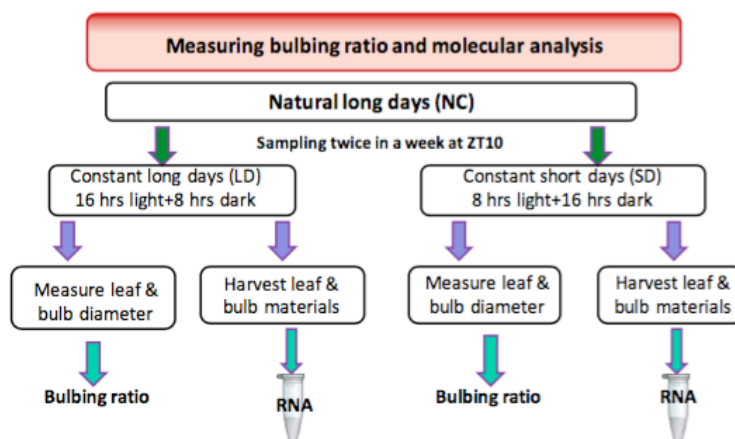 Measuring bulbing ratio and molecular analysis
Natural long days (NC)
Sampling twice in a week at ZT10
Constant long days (LD)
16 hrs light+8 hrs dark
Constant short days (SD)
8 hrs light+16 hrs dark
Measure leaf &
bulb diameter
Harvest leaf &
bulb materials
Measure leaf &
bulb diameter
Harvest leaf &
bulb materials
Bulbing ratio
RNA
Bulbing ratio
RNA